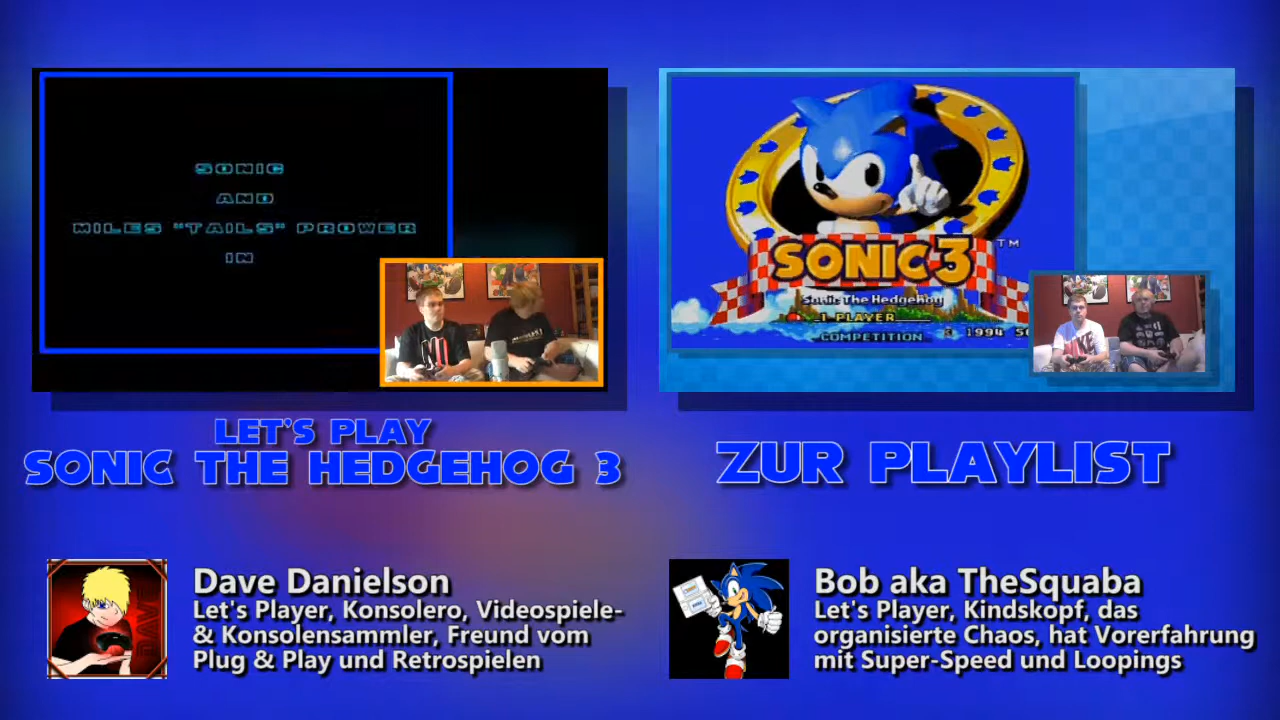 SONIC
AND
MILES "TAILS" PROWER
IN
SONIC 3
TM
Sonic The Hedgehog
1 PLAYER
COMPETITION
© 1994
LET'S PLAY
SONIC THE HEDGEHOG 3
ZUR PLAYLIST
Dave Danielson
Let's Player, Konsolero, Videospiele-
& Konsolensammler, Freund vom
Plug & Play und Retrospielen
Bob aka TheSquaba
Let's Player, Kindskopf, das
organisierte Chaos, hat Vorerfahrung
mit Super-Speed und Loopings